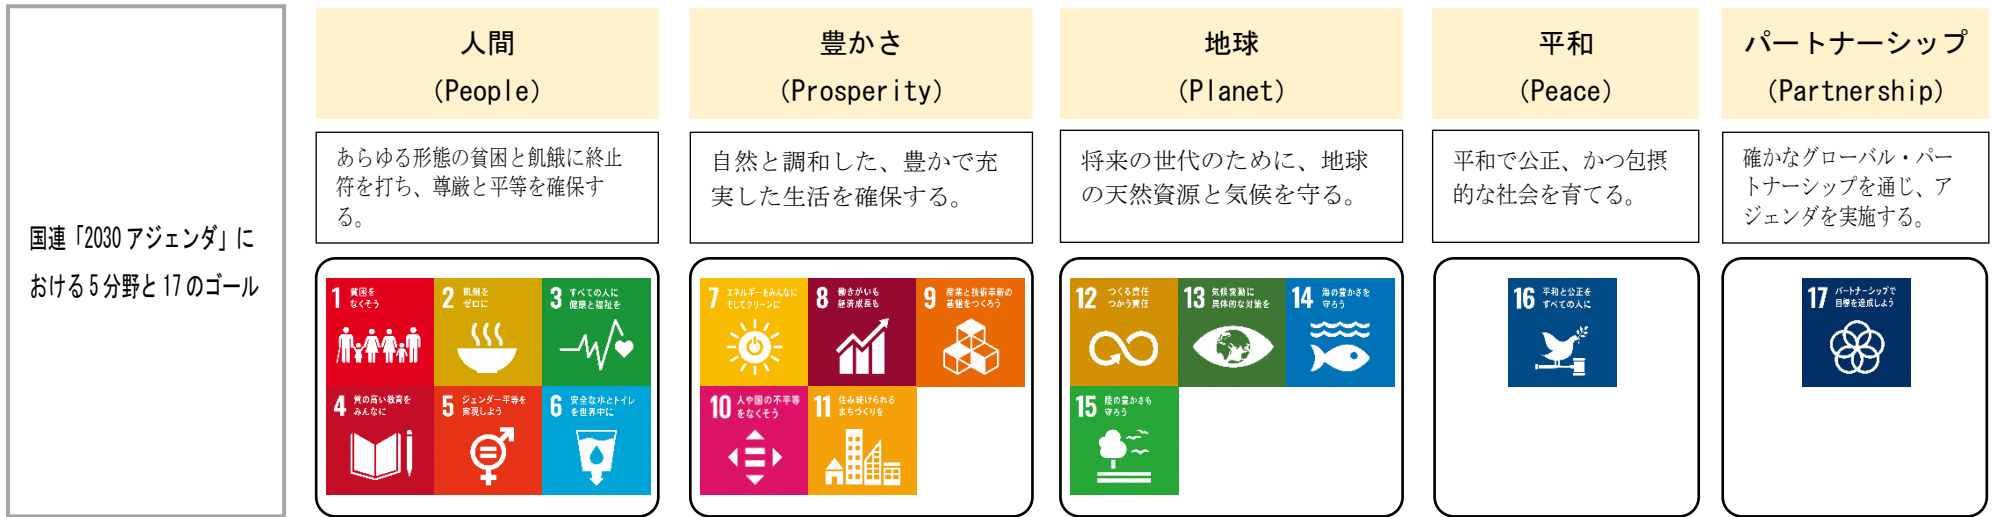 国連「2030アジェンダ」に
おける5分野と17のゴール
人間
(People)
あらゆる形態の貧困と飢餓に終止
符を打ち、尊厳と平等を確保す
る。
1 貧困を
なくそう
2 飢餓を
ゼロに
3 すべての人に
健康と福祉を
4 質の高い教育を
みんなに
5 ジェンダー平等を
実現しよう
6 安全な水とトイレ
を世界中に
豊かさ
(Prosperity)
自然と調和した、豊かで充
実した生活を確保する。
7 エネルギーをみんなに
そしてクリーンに
8 働きがいも
経済成長も
9 産業と技術革新の
基盤をつくろう
10 人や国の不平等
をなくそう
11 住み続けられる
まちづくりを
地球
(Planet)
将来の世代のために、地球
の天然資源と気候を守る。
12 つくる責任
つかう責任
13 気候変動に
具体的な対策を
14 海の豊かさを
守ろう
15 陸の豊かさも
守ろう
平和
(Peace)
平和で公正、かつ包摂
的な社会を育てる。
16 平和と公正を
すべての人に
パートナーシップ
(Partnership)
確かなグローバル・パー
トナーシップを通じ、ア
ジェンダを実施する。
17 パートナーシップで
目標を達成しよう